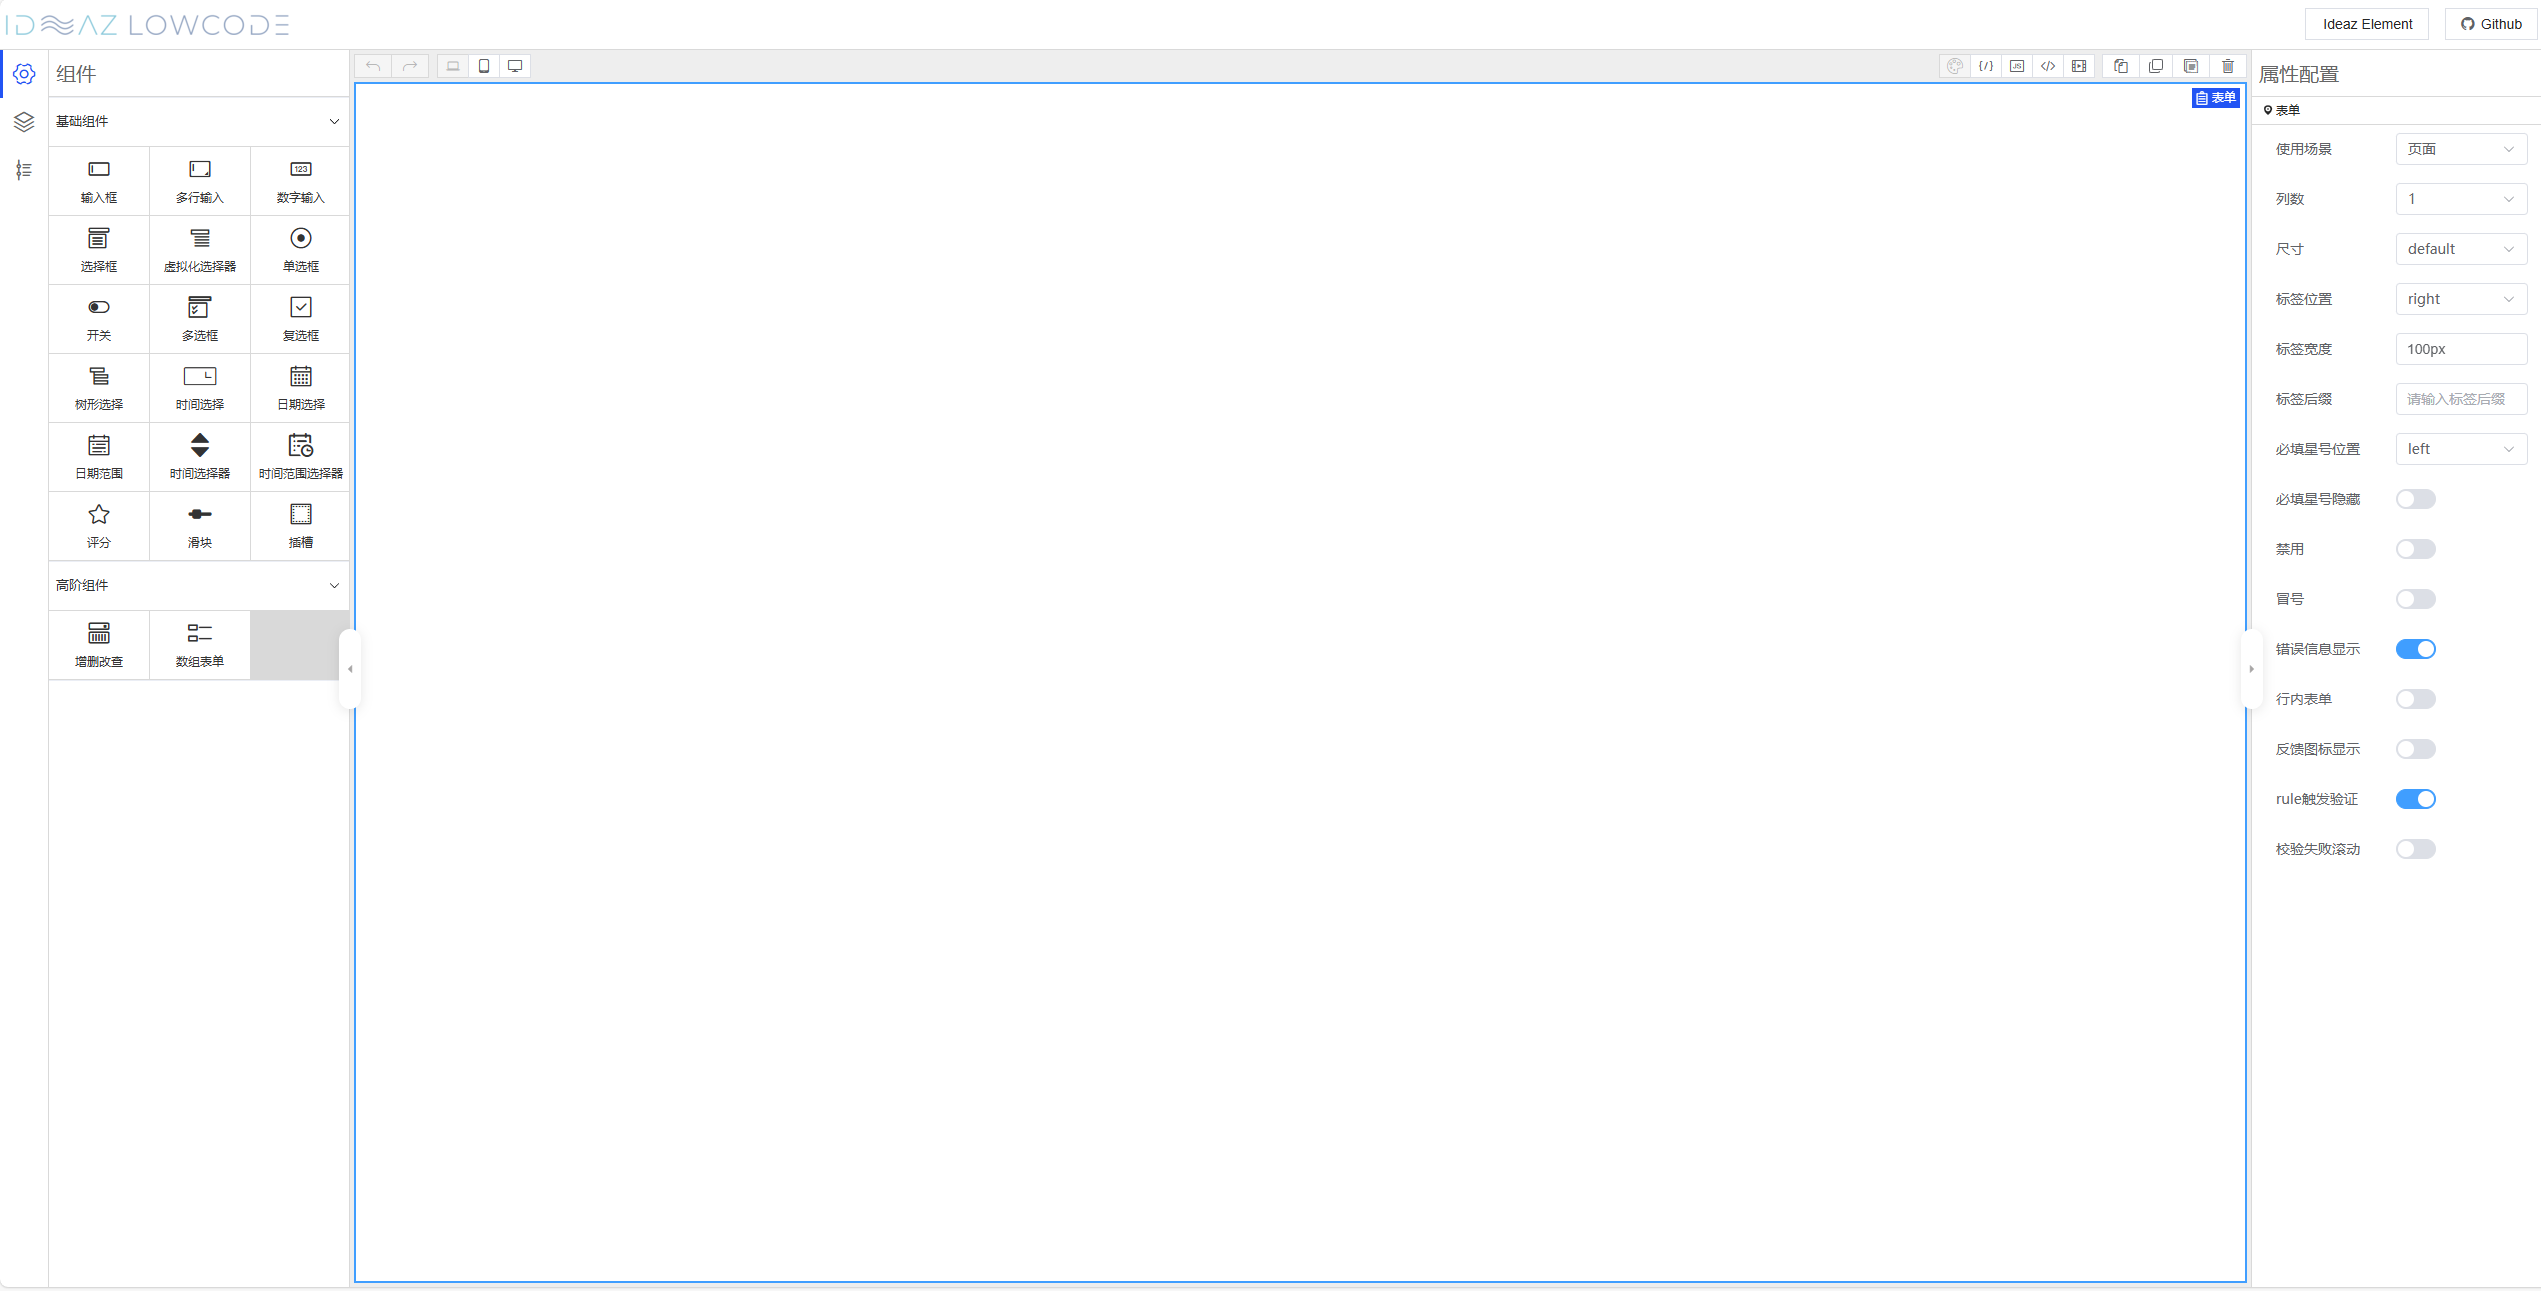 IDEAZ LOWCODE
Ideaz Element
Github
组件
基础组件
输入框
多行输入
123
数字输入
选择框
虚拟化选择器
单选框
开关
多选框
复选框
树形选择
时间选择
日期选择
日期范围
时间选择器
时间范围选择器
评分
滑块
插槽
高阶组件
增删改查
数组表单
{/}
JS
</>
表单
属性配置
表单
使用场景
页面
列数
1
尺寸
default
标签位置
right
标签宽度
100px
标签后缀
请输入标签后缀
必填星号位置
left
必填星号隐藏
禁用
冒号
错误信息显示
行内表单
反馈图标显示
rule触发验证
校验失败滚动